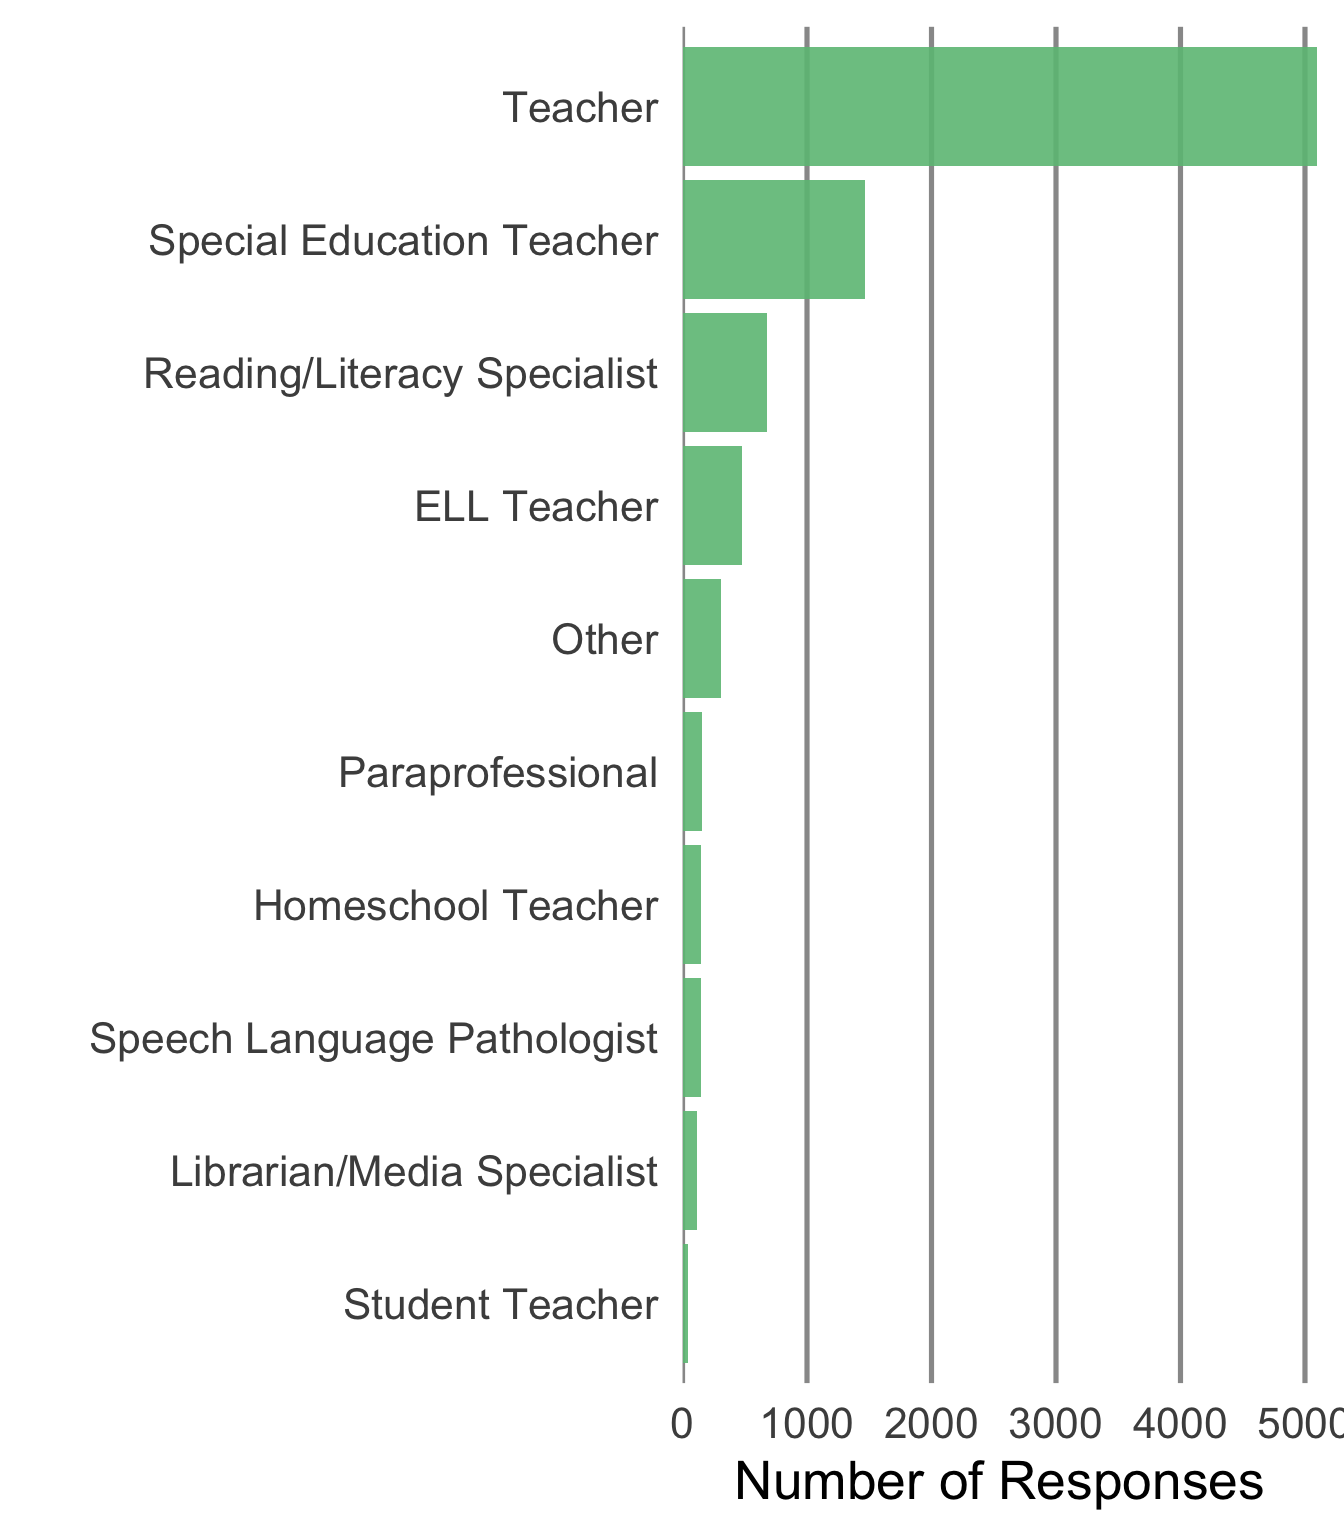 Teacher
Special Education Teacher
Reading/Literacy Specialist
ELL Teacher
Other
Paraprofessional
Homeschool Teacher
Speech Language Pathologist
Librarian/Media Specialist
Student Teacher
0 1000 2000 3000 4000 5000
Number of Responses